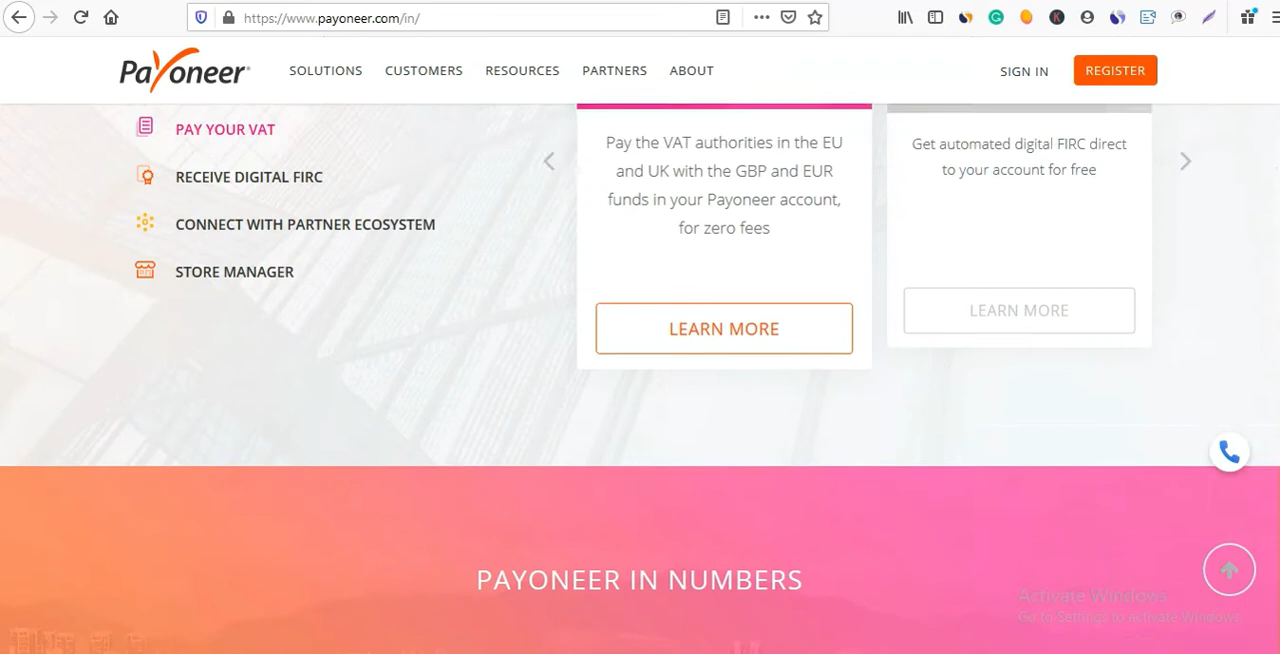 https://www.payoneer.com/in/
Payoneer
SOLUTIONS CUSTOMERS RESOURCES PARTNERS ABOUT SIGN IN REGISTER
PAY YOUR VAT
RECEIVE DIGITAL FIRC
CONNECT WITH PARTNER ECOSYSTEM
STORE MANAGER
Pay the VAT authorities in the EU
and UK with the GBP and EUR
funds in your Payoneer account,
for zero fees
LEARN MORE
Get automated digital FIRC direct
to your account for free
LEARN MORE
PAYONEER IN NUMBERS
Activate Windows
Go to Settings to activate Windows.